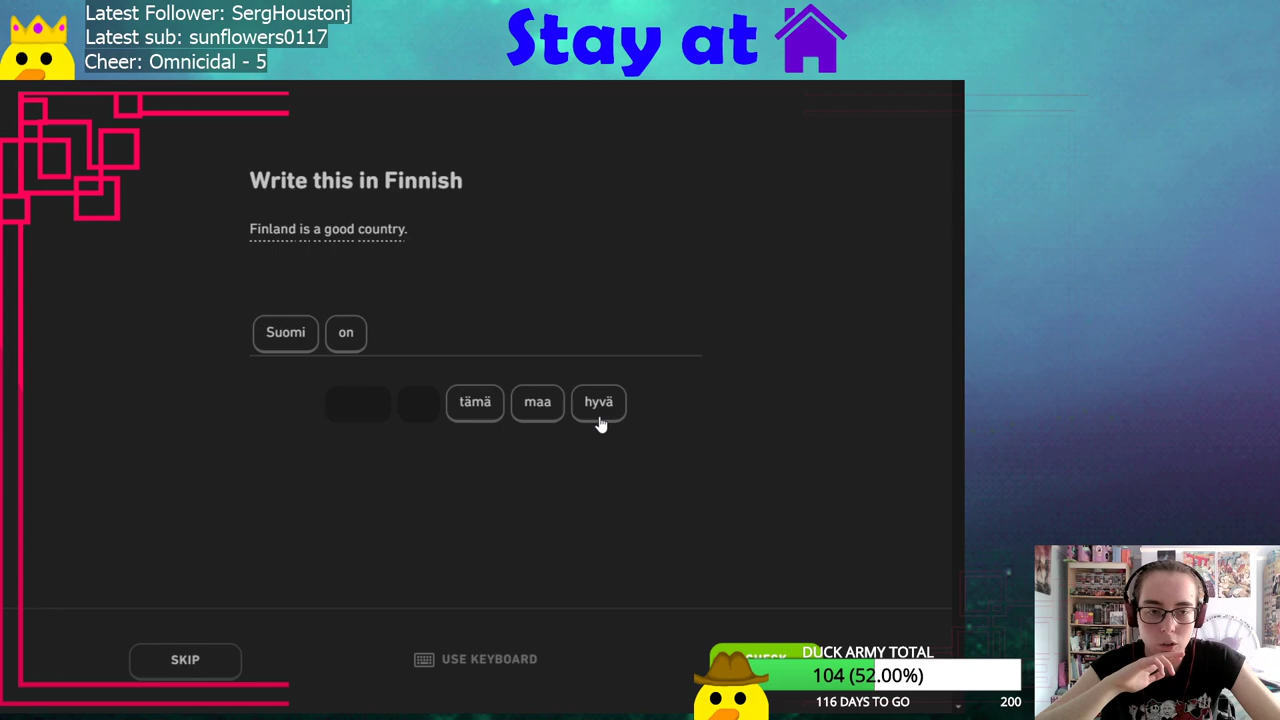 Latest Follower: SergHoustonj
Latest sub: sunflowers0117
Cheer: Omnicidal - 5
Stay at
Write this in Finnish
Finland is a good country.
Suomi on
tämä maa hyvä
SKIP
USE KEYBOARD
DUCK ARMY TOTAL
104 (52.00%)
116 DAYS TO GO 200